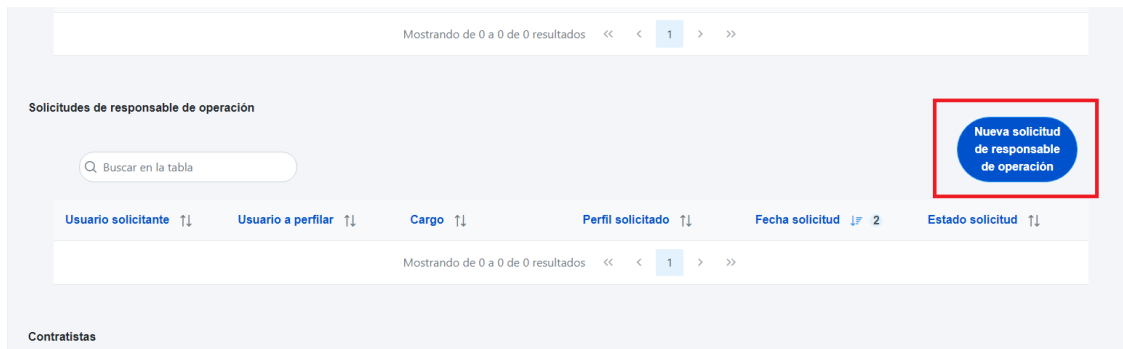 Mostrando de 0 a 0 de 0 resultados << < 1 > >>
Solicitudes de responsable de operación
Nueva solicitud
de responsable
de operación
Buscar en la tabla
Usuario solicitante Usuario a perfilar Cargo Perfil solicitado Fecha solicitud 2 Estado solicitud
Mostrando de 0 a 0 de 0 resultados << < 1 > >>
Contratistas